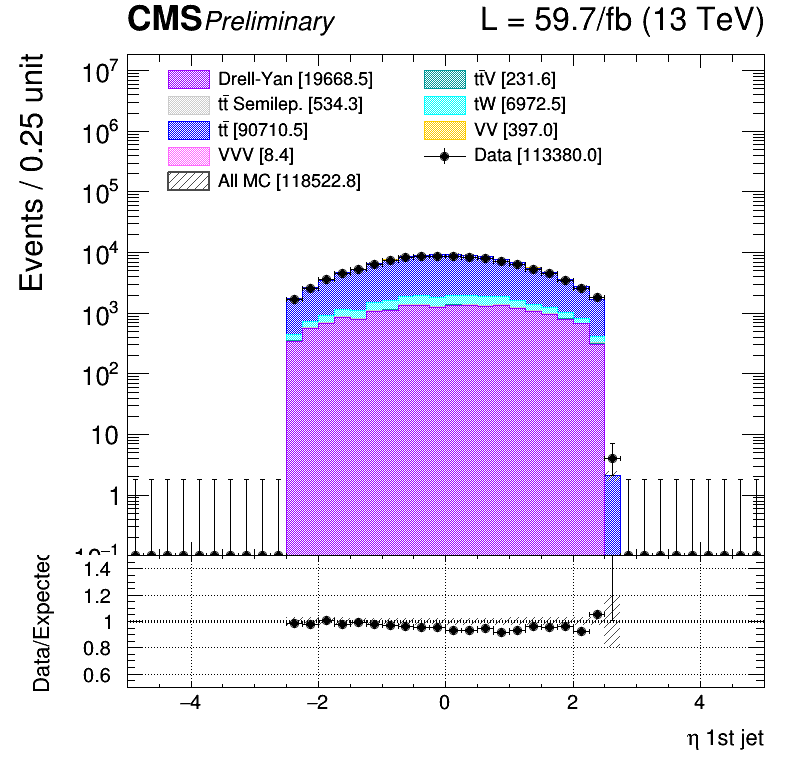 CMS Preliminary L = 59.7/fb (13 TeV)
Events / 0.25 unit
Drell-Yan [19668.5]
tt̄ Semilep. [534.3]
tt̄ [90710.5]
VVV [8.4]
All MC [118522.8]
tt̄V [231.6]
tW [6972.5]
VV [397.0]
Data [113380.0]
10⁷
10⁶
10⁵
10⁴
10³
10²
10
1
10⁻¹
Data/Expected
1.4
1.2
1
0.8
0.6
−4 −2 0 2 4
η 1st jet